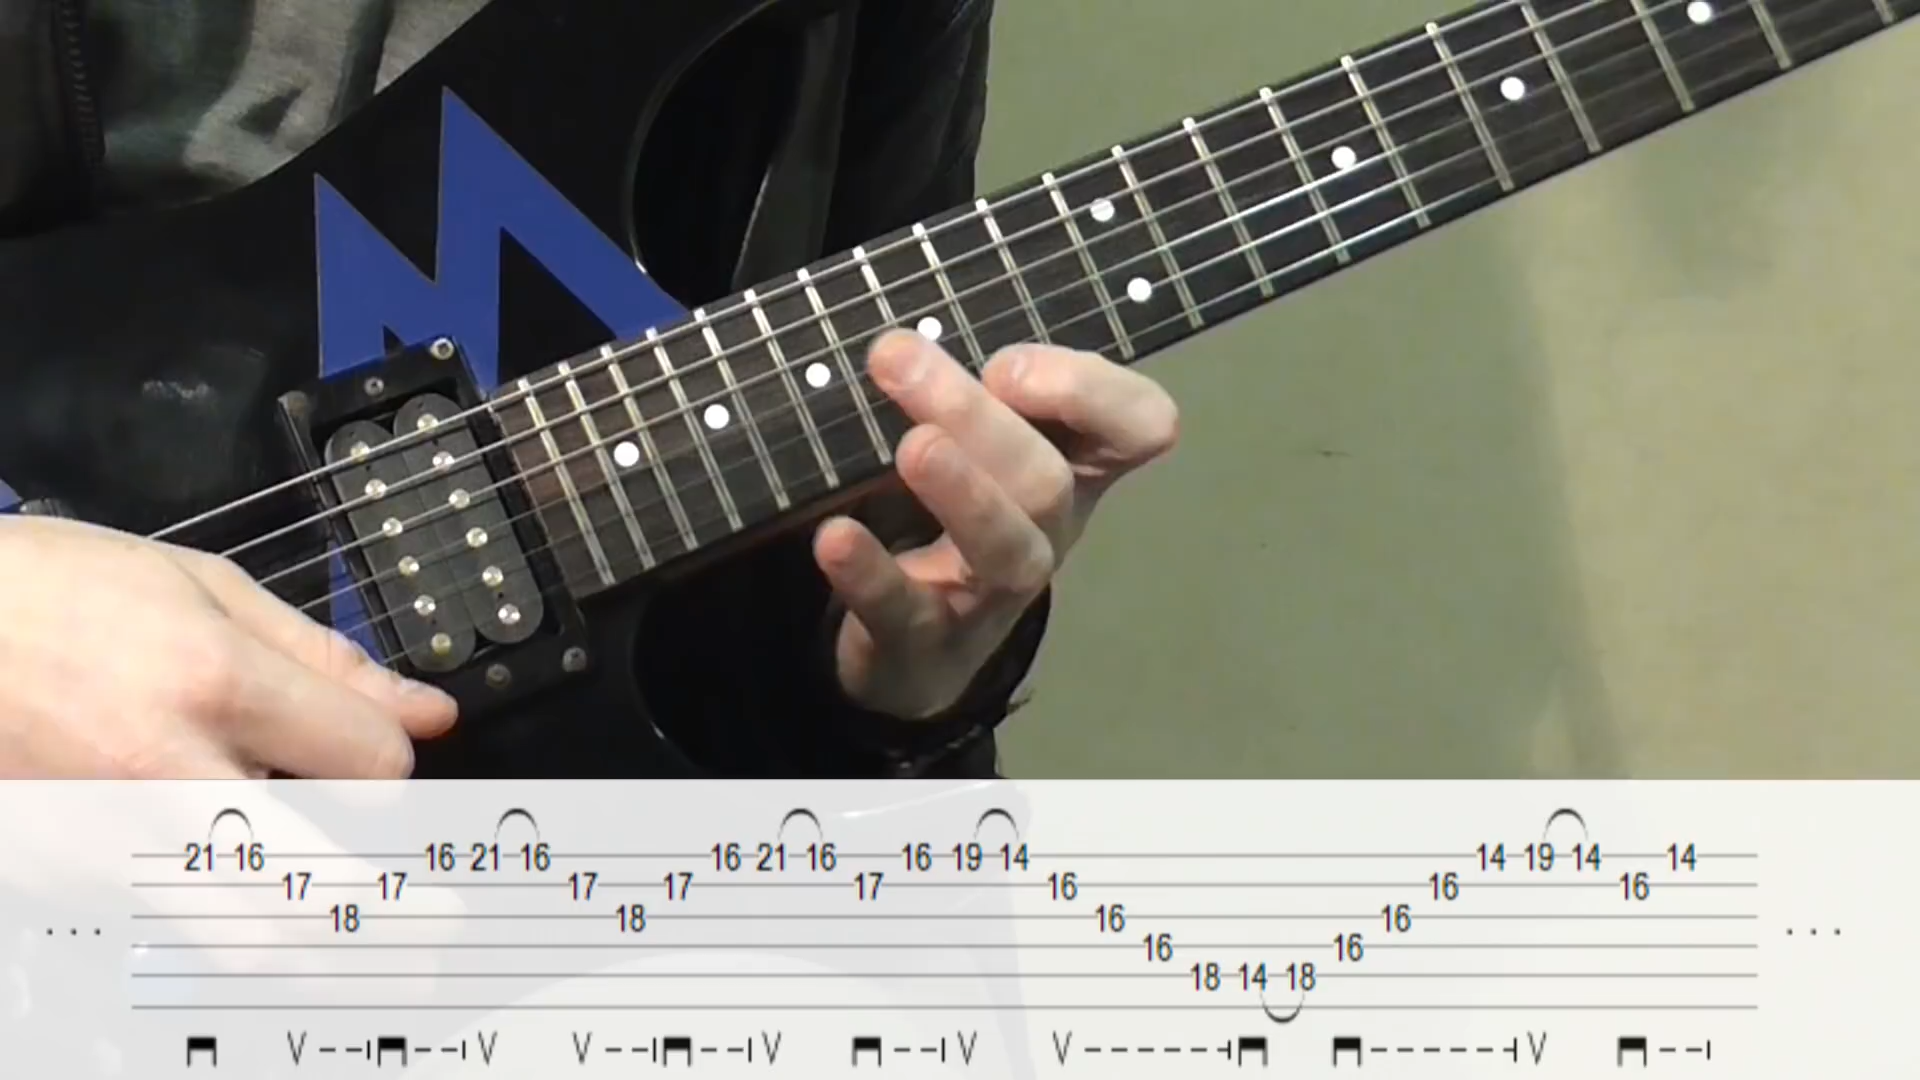 21 16 16 21 16 16 21 16 16 19 14 14 19 14 14
17 17 17 17 17 16 16 16
18 18 16 16
. . . 16 16 . . .
18 14 18
V ---| ---| V V ---| ---| V ---| V V ---------| ---------| V ---|